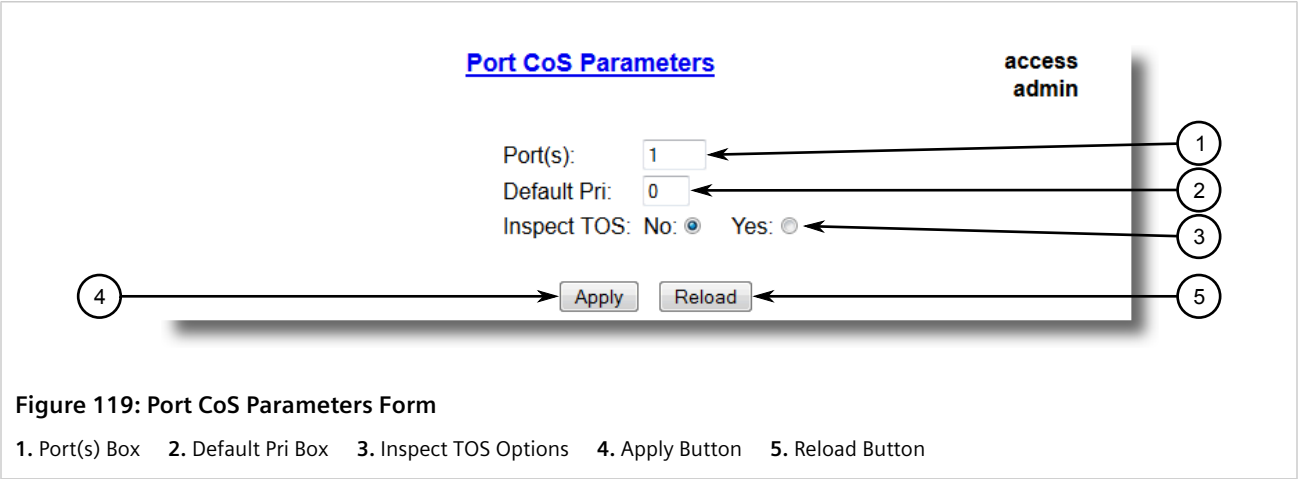 Port CoS Parameters
access
admin
Port(s): 1
1
Default Pri: 0
2
Inspect TOS: No: Yes:
3
4
Apply Reload
5
Figure 119: Port CoS Parameters Form
1. Port(s) Box 2. Default Pri Box 3. Inspect TOS Options 4. Apply Button 5. Reload Button